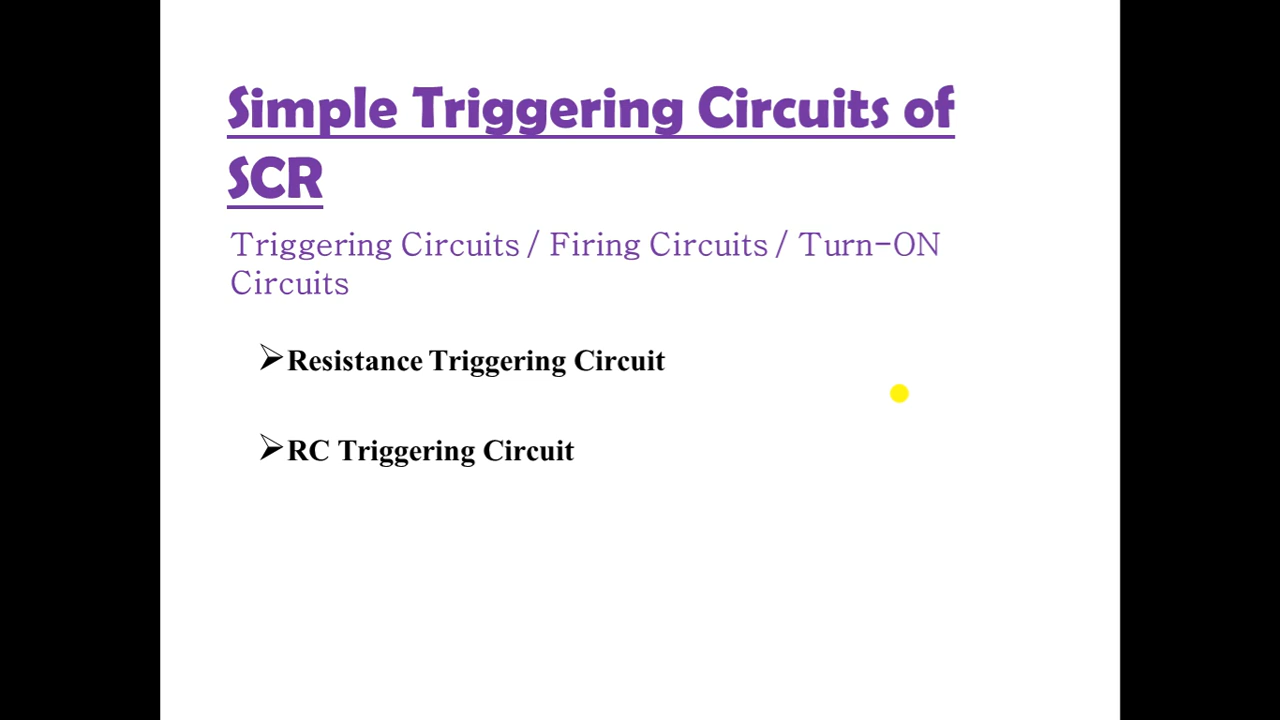 Simple Triggering Circuits of
SCR
Triggering Circuits / Firing Circuits / Turn-ON
Circuits
➢Resistance Triggering Circuit
➢RC Triggering Circuit